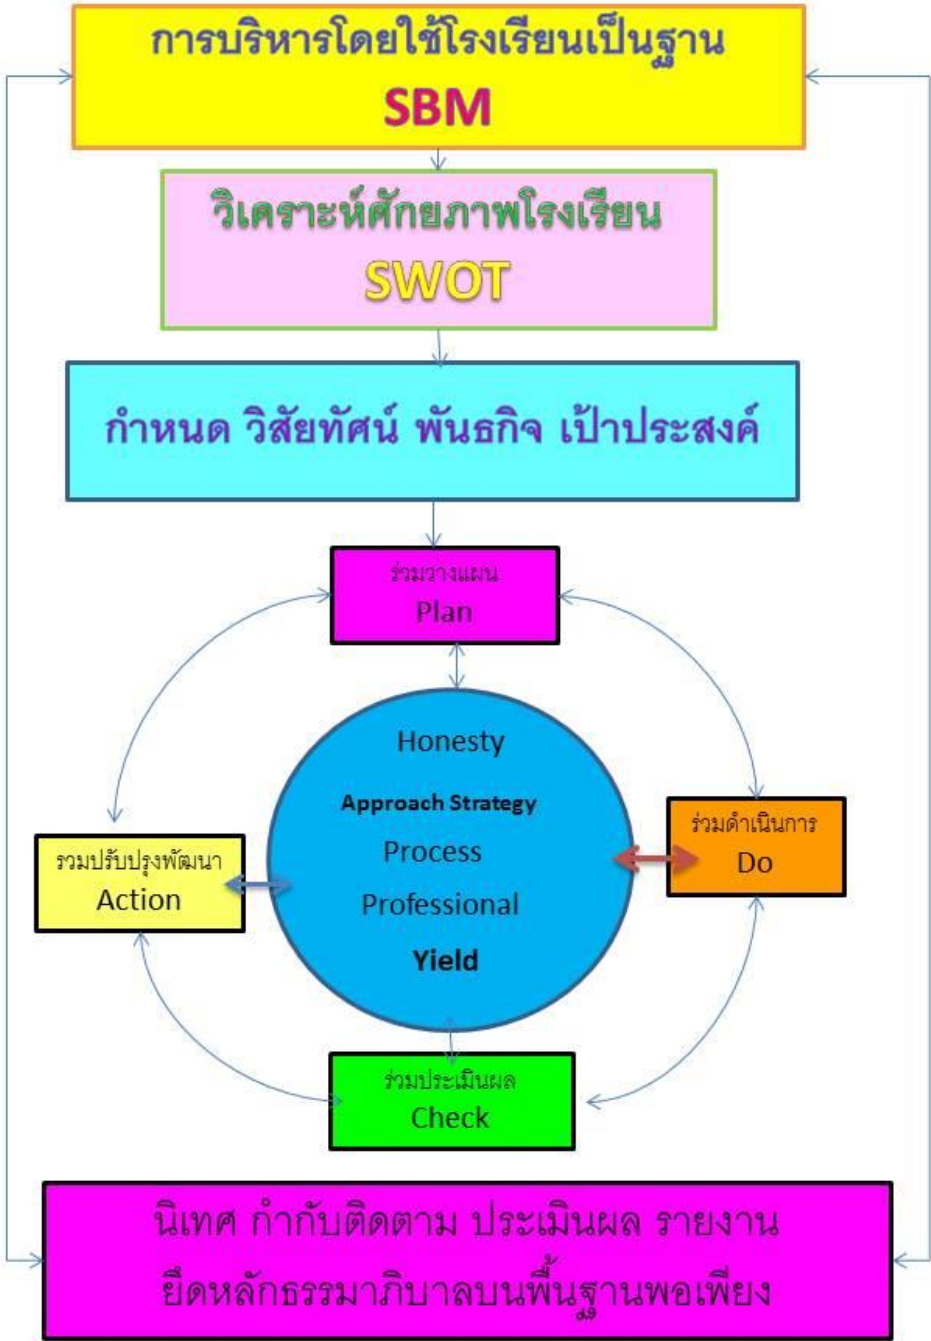 การบริหารโดยใช้โรงเรียนเป็นฐาน
SBM
วิเคราะห์ศักยภาพโรงเรียน
SWOT
กำหนด วิสัยทัศน์ พันธกิจ เป้าประสงค์
ร่วมวางแผน
Plan
Honesty
Approach Strategy
Process
Professional
Yield
ร่วมดำเนินการ
Do
รวมปรับปรุงพัฒนา
Action
ร่วมประเมินผล
Check
นิเทศ กำกับติดตาม ประเมินผล รายงาน
ยึดหลักธรรมาภิบาลบนพื้นฐานพอเพียง